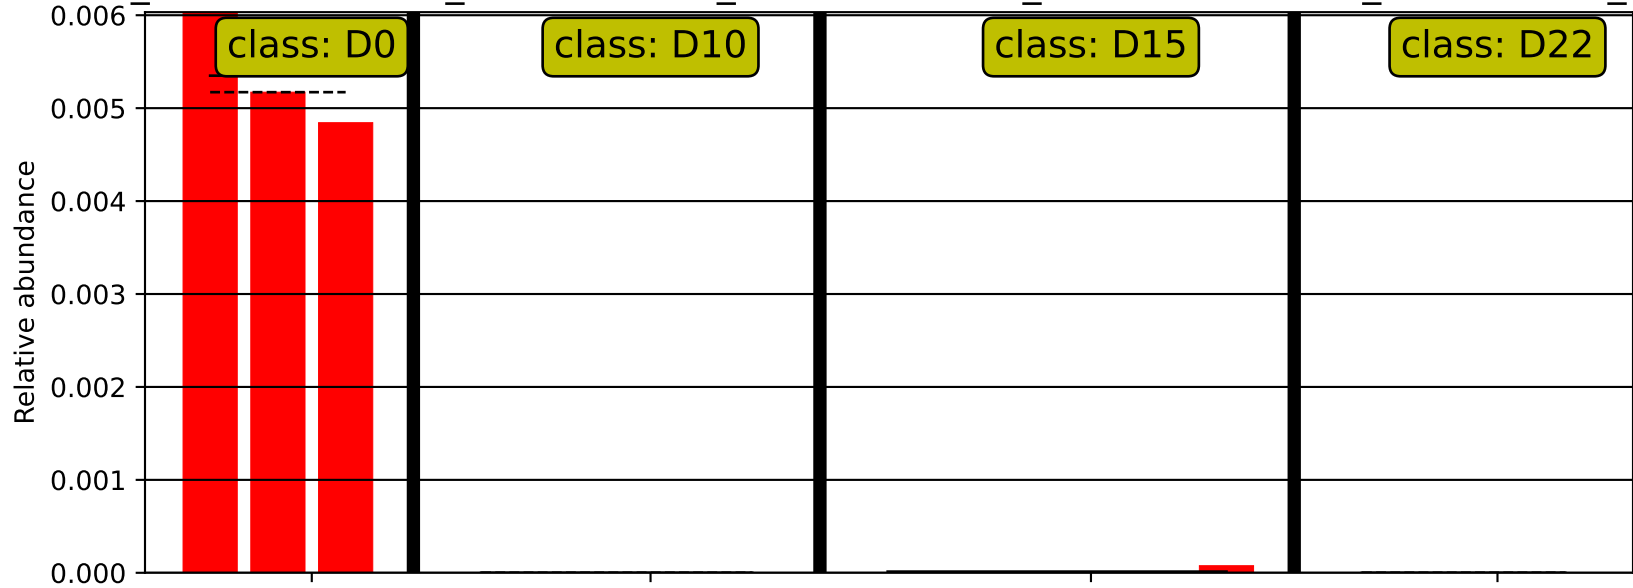 0.006
class: D0
class: D10
class: D15
class: D22
0.005
0.004
0.003
0.002
0.001
0.000
Relative abundance